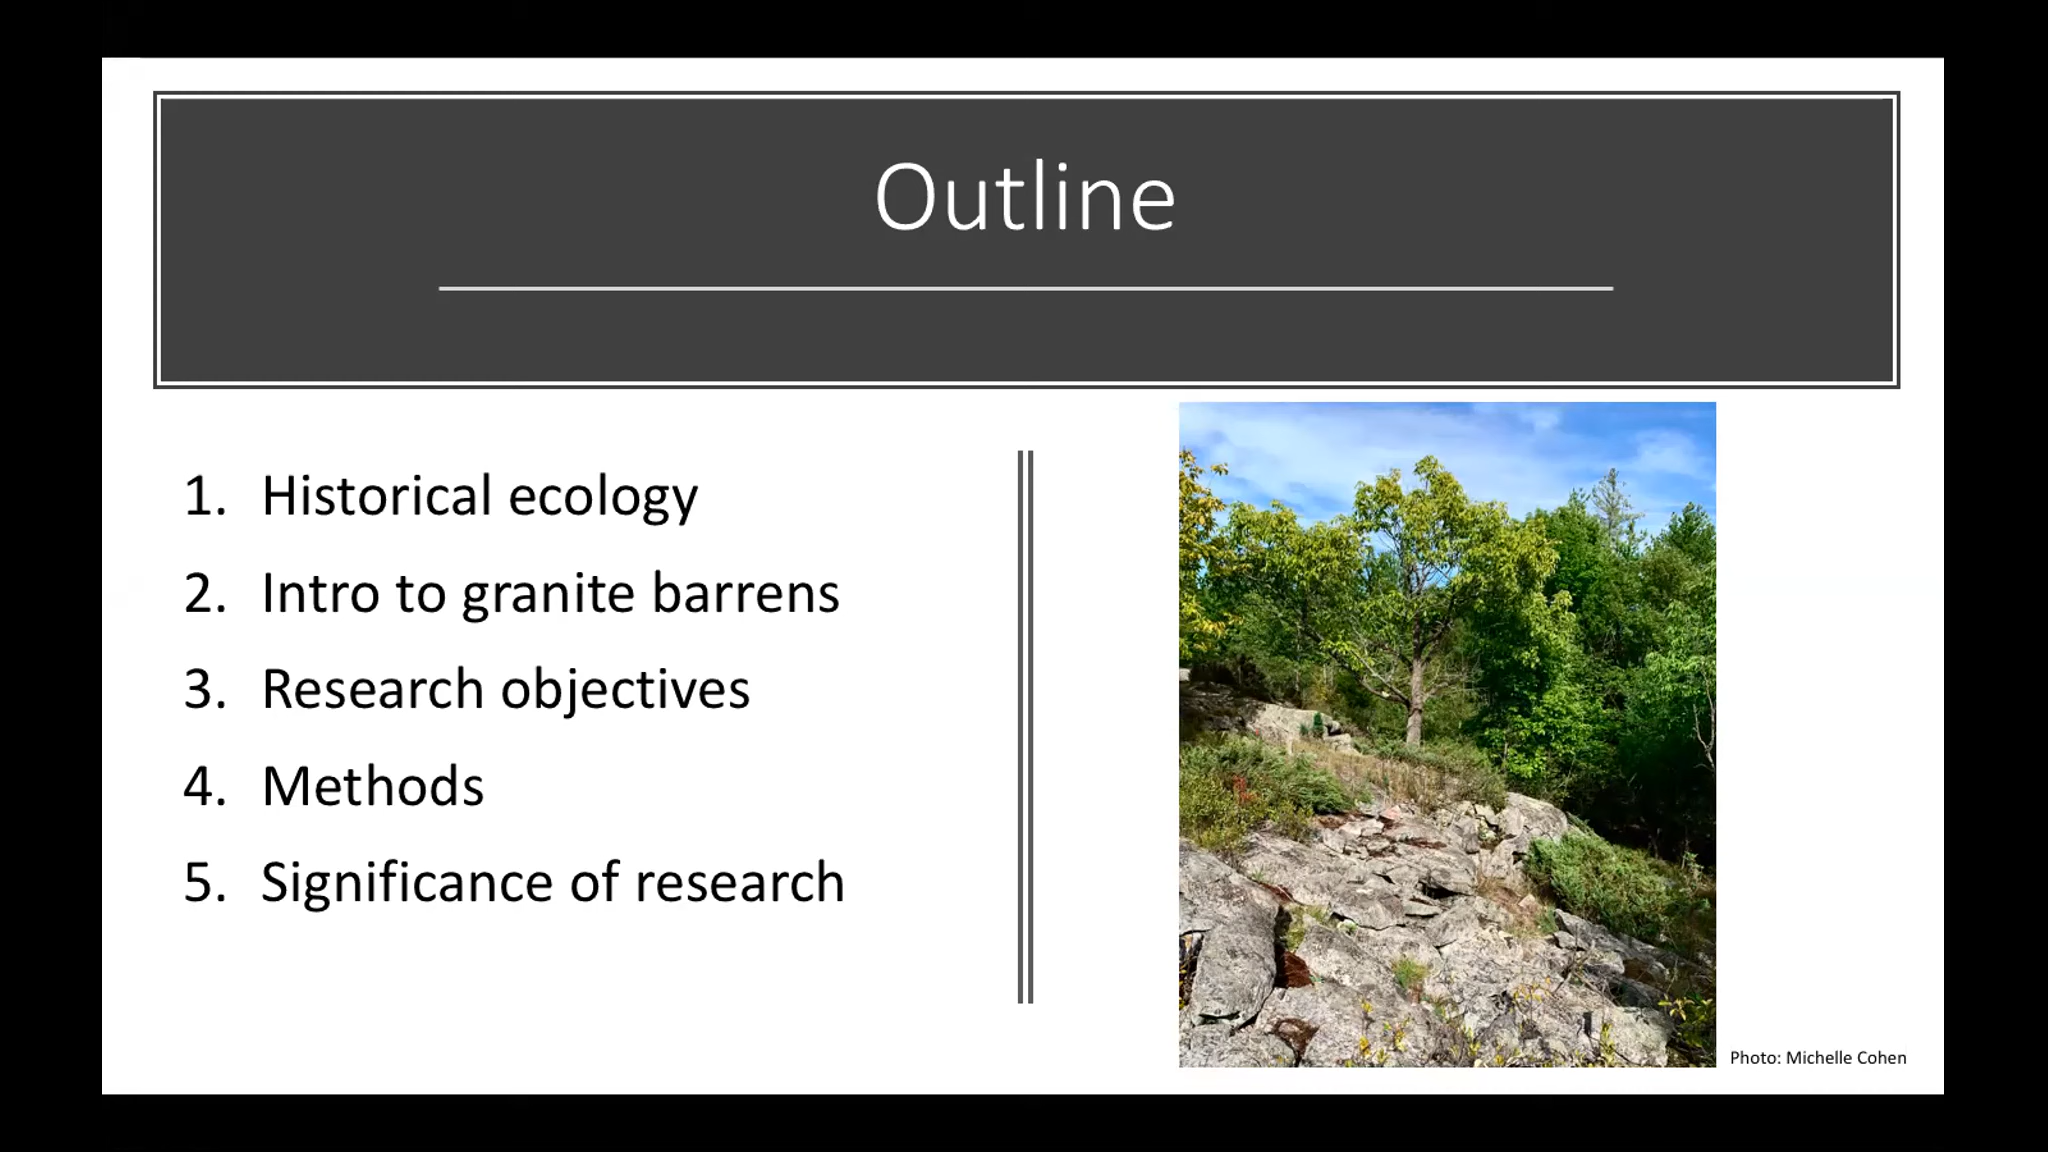 Outline
1. Historical ecology
2. Intro to granite barrens
3. Research objectives
4. Methods
5. Significance of research
Photo: Michelle Cohen